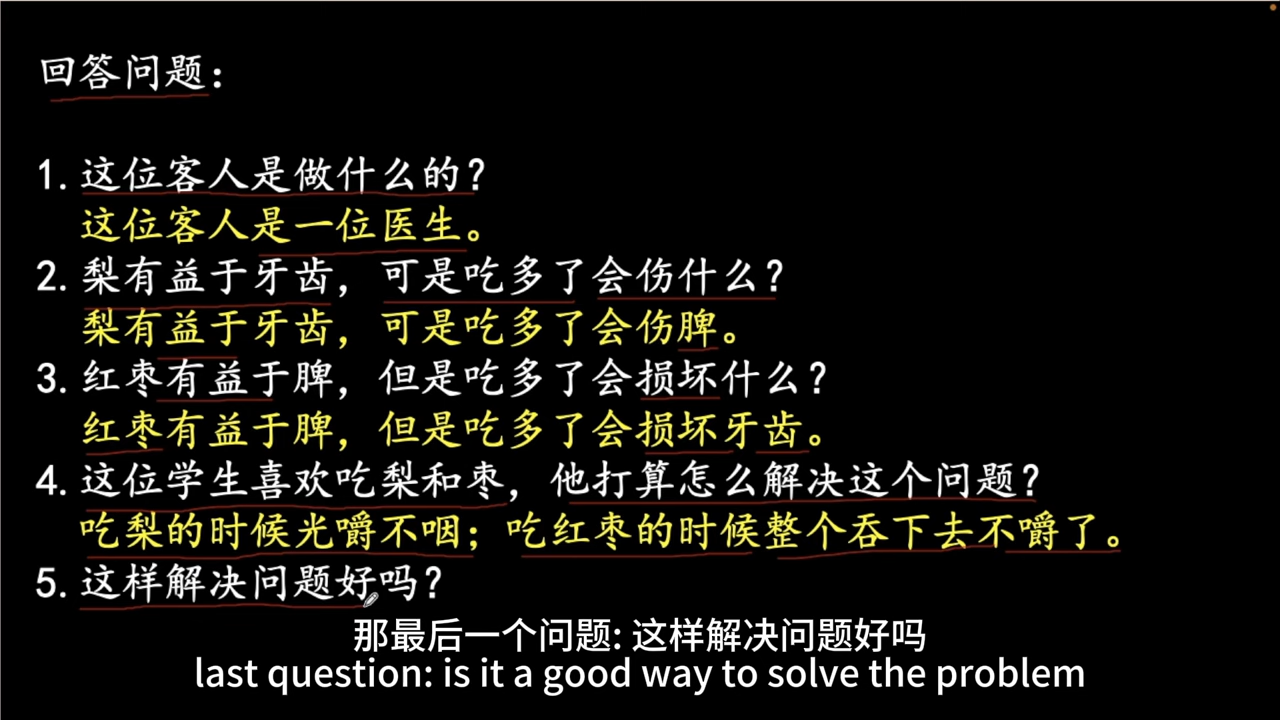 回答问题：
1. 这位客人是做什么的？
这位客人是一位医生。
2. 梨有益于牙齿，可是吃多了会伤什么？
梨有益于牙齿，可是吃多了会伤脾。
3. 红枣有益于脾，但是吃多了会损坏什么？
红枣有益于脾，但是吃多了会损坏牙齿。
4. 这位学生喜欢吃梨和枣，他打算怎么解决这个问题？
吃梨的时候光嚼不咽；吃红枣的时候整个吞下去不嚼了。
5. 这样解决问题好吗？
那最后一个问题: 这样解决问题好吗
last question: is it a good way to solve the problem